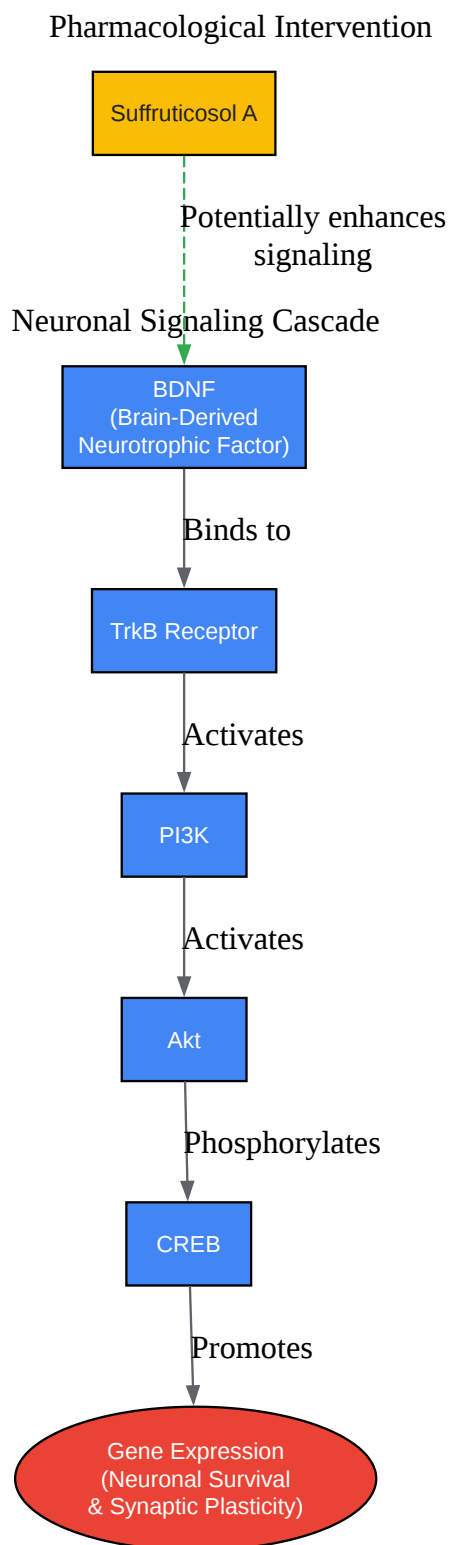 Pharmacological Intervention
Suffruticosol A
Potentially enhances
signaling
Neuronal Signaling Cascade
BDNF
(Brain-Derived
Neurotrophic Factor)
Binds to
TrkB Receptor
Activates
PI3K
Activates
Akt
Phosphorylates
CREB
Promotes
Gene Expression
(Neuronal Survival
& Synaptic Plasticity)